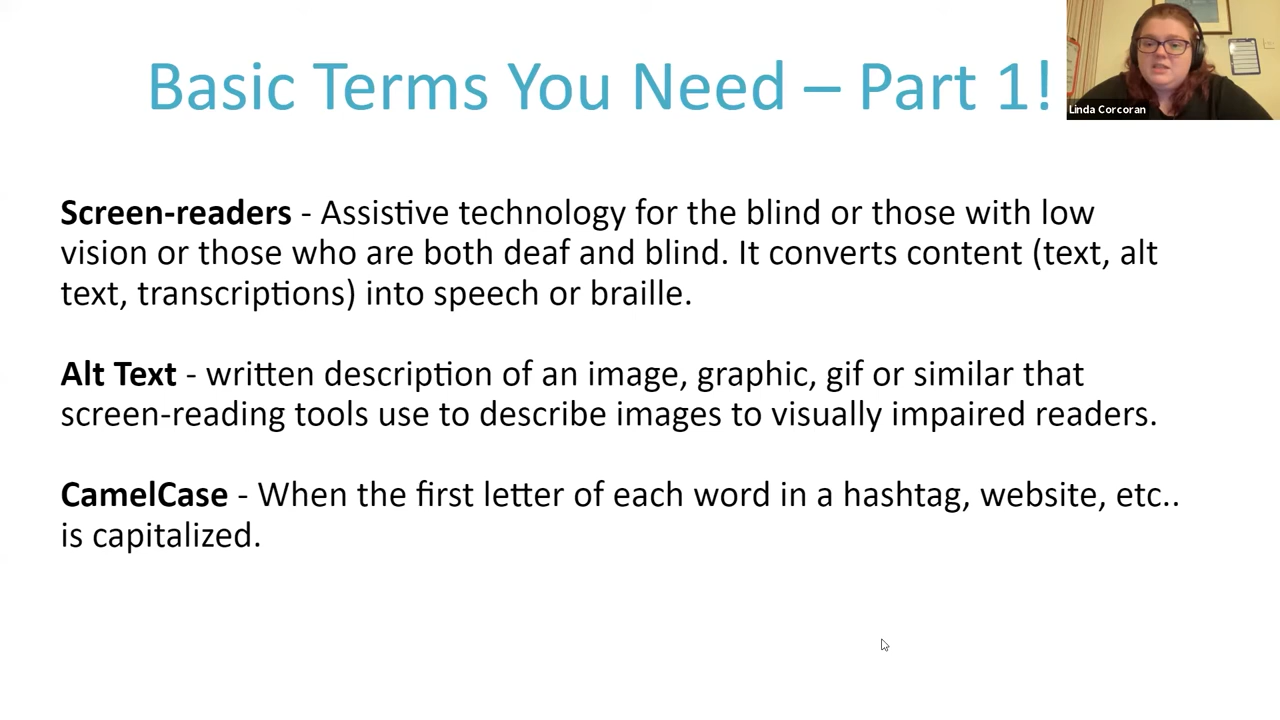 Basic Terms You Need – Part 1!
Linda Corcoran
Screen-readers - Assistive technology for the blind or those with low
vision or those who are both deaf and blind. It converts content (text, alt
text, transcriptions) into speech or braille.
Alt Text - written description of an image, graphic, gif or similar that
screen-reading tools use to describe images to visually impaired readers.
CamelCase - When the first letter of each word in a hashtag, website, etc..
is capitalized.